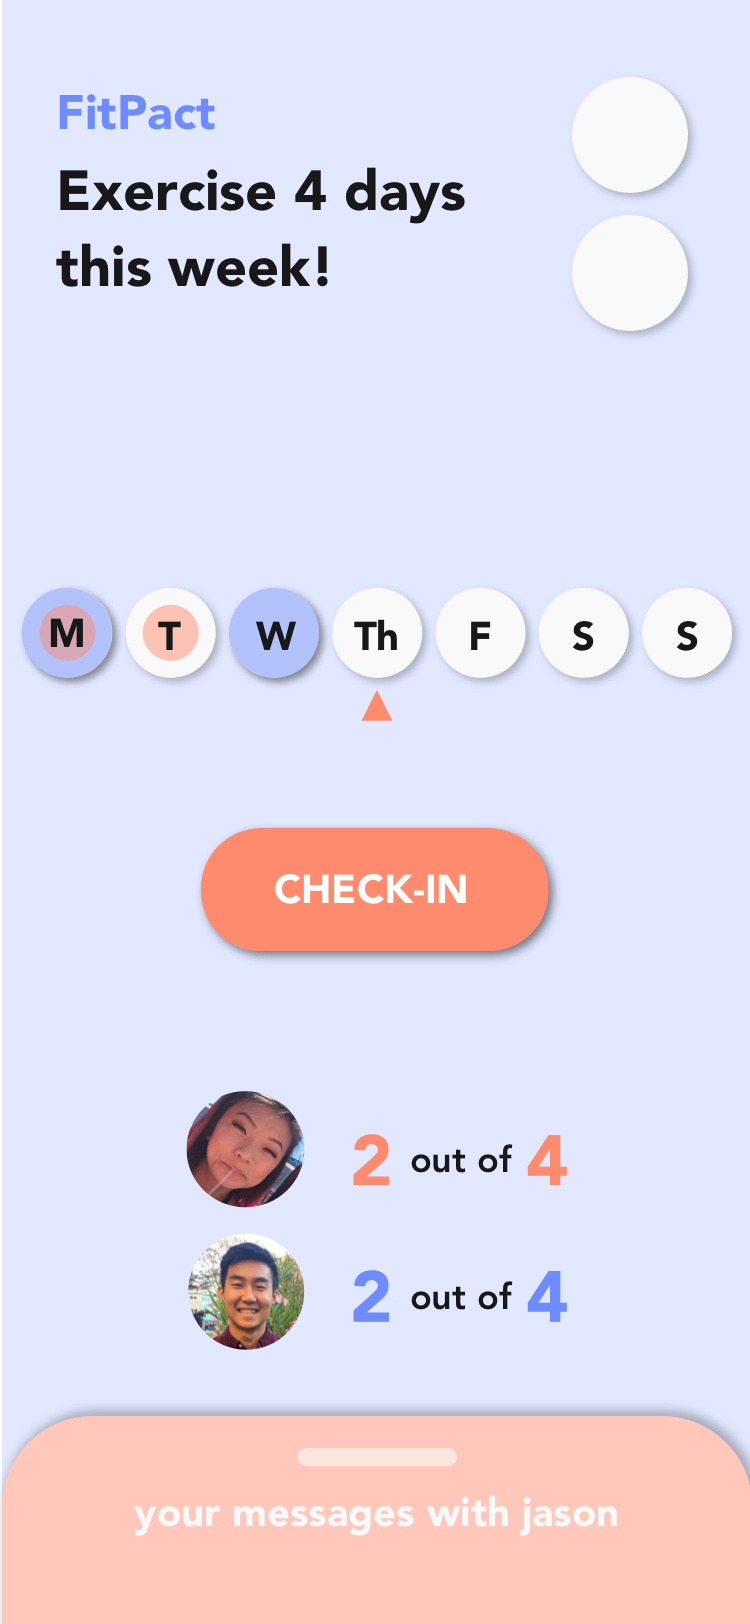 FitPact
Exercise 4 days
this week!
M T W Th F S S
CHECK-IN
2 out of 4
2 out of 4
your messages with jason